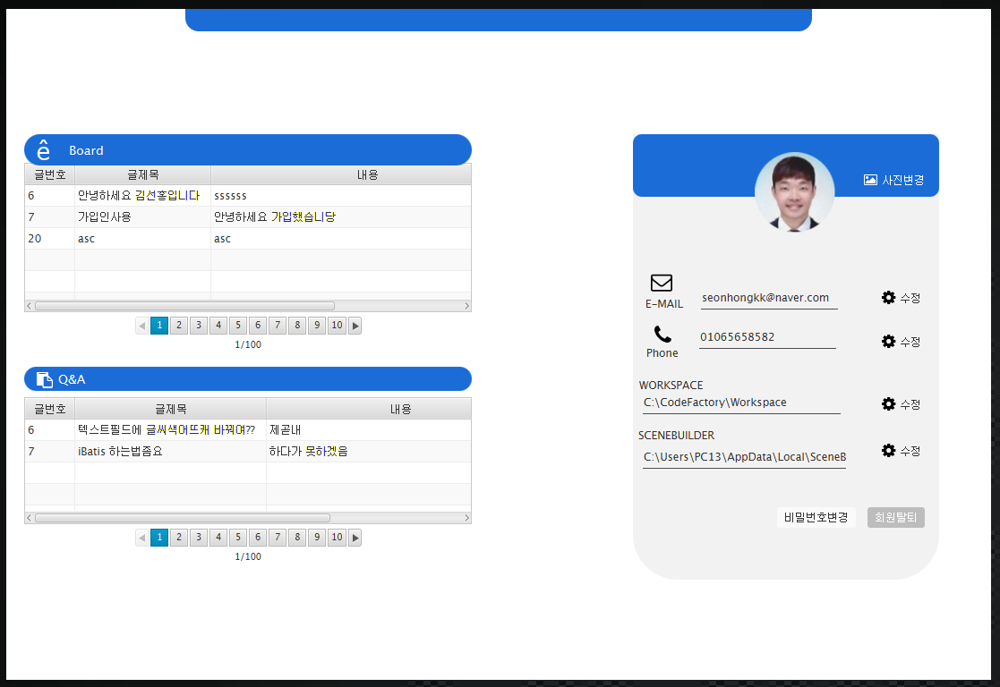 ê Board
글번호 글제목 내용
6 안녕하세요 김선홍입니다 ssssss
7 가입인사용 안녕하세요 가입했습니당
20 asc asc
1 2 3 4 5 6 7 8 9 10
1/100
Q&A
글번호 글제목 내용
6 텍스트필드에 글씨색어뜨캐 바꿔여?? 제곧내
7 iBatis 하는법좀요 하다가 못하겠음
1 2 3 4 5 6 7 8 9 10
1/100
사진변경
seonhongkk@naver.com 수정
E-MAIL
01065658582 수정
Phone
WORKSPACE
C:\CodeFactory\Workspace 수정
SCENEBUILDER
C:\Users\PC13\AppData\Local\SceneB 수정
비밀번호변경 회원탈퇴